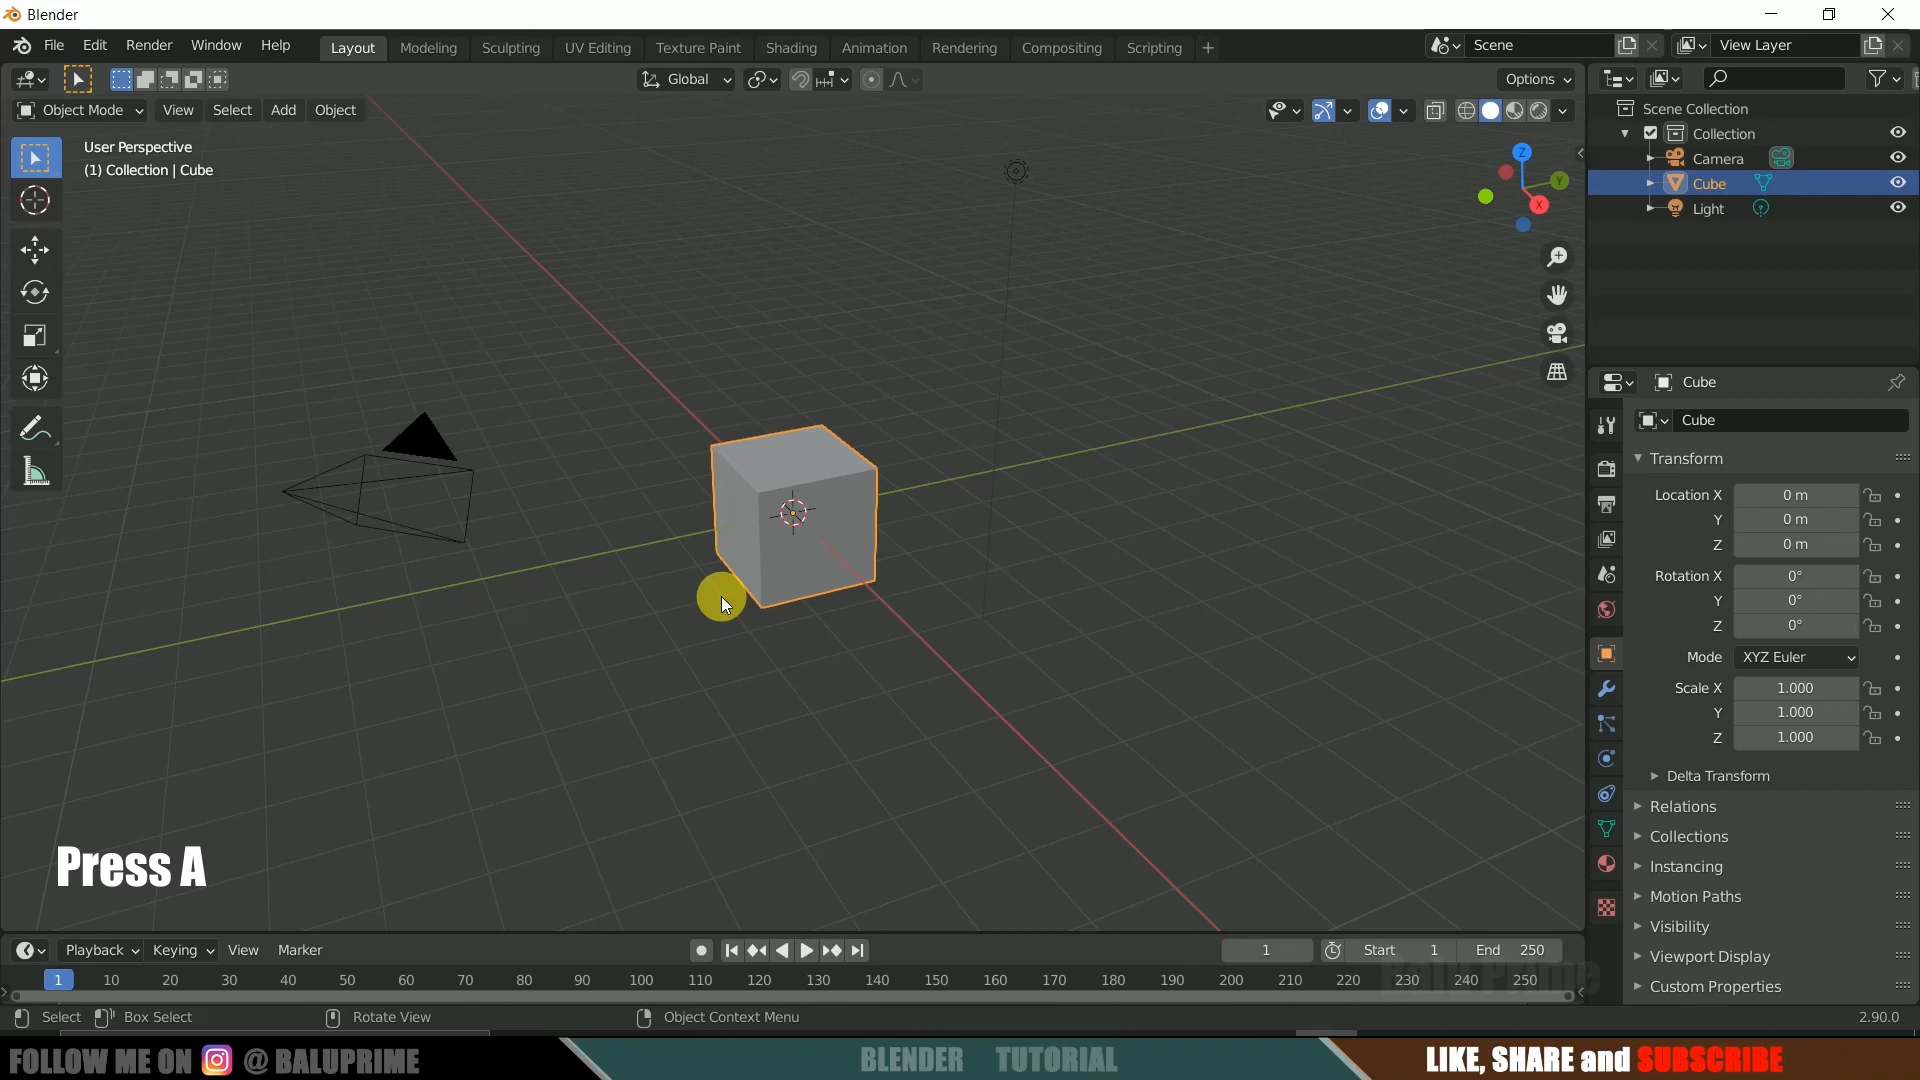 Blender
File Edit Render Window Help Layout Modeling Sculpting UV Editing Texture Paint Shading Animation Rendering Compositing Scripting + Scene View Layer
Global Options
Object Mode View Select Add Object
User Perspective
(1) Collection | Cube
Z
Y
X
Scene Collection
Collection
Camera
Cube
Light
Cube
Cube
Transform
Location X 0 m
Y 0 m
Z 0 m
Rotation X 0°
Y 0°
Z 0°
Mode XYZ Euler
Scale X 1.000
Y 1.000
Z 1.000
Delta Transform
Relations
Collections
Instancing
Motion Paths
Visibility
Viewport Display
Custom Properties
Press A
Playback Keying View Marker 1 Start 1 End 250
1 10 20 30 40 50 60 70 80 90 100 110 120 130 140 150 160 170 180 190 200 210 220 230 240 250
Balu Prime
Select Box Select Rotate View Object Context Menu 2.90.0
FOLLOW ME ON @ BALUPRIME BLENDER TUTORIAL LIKE, SHARE and SUBSCRIBE